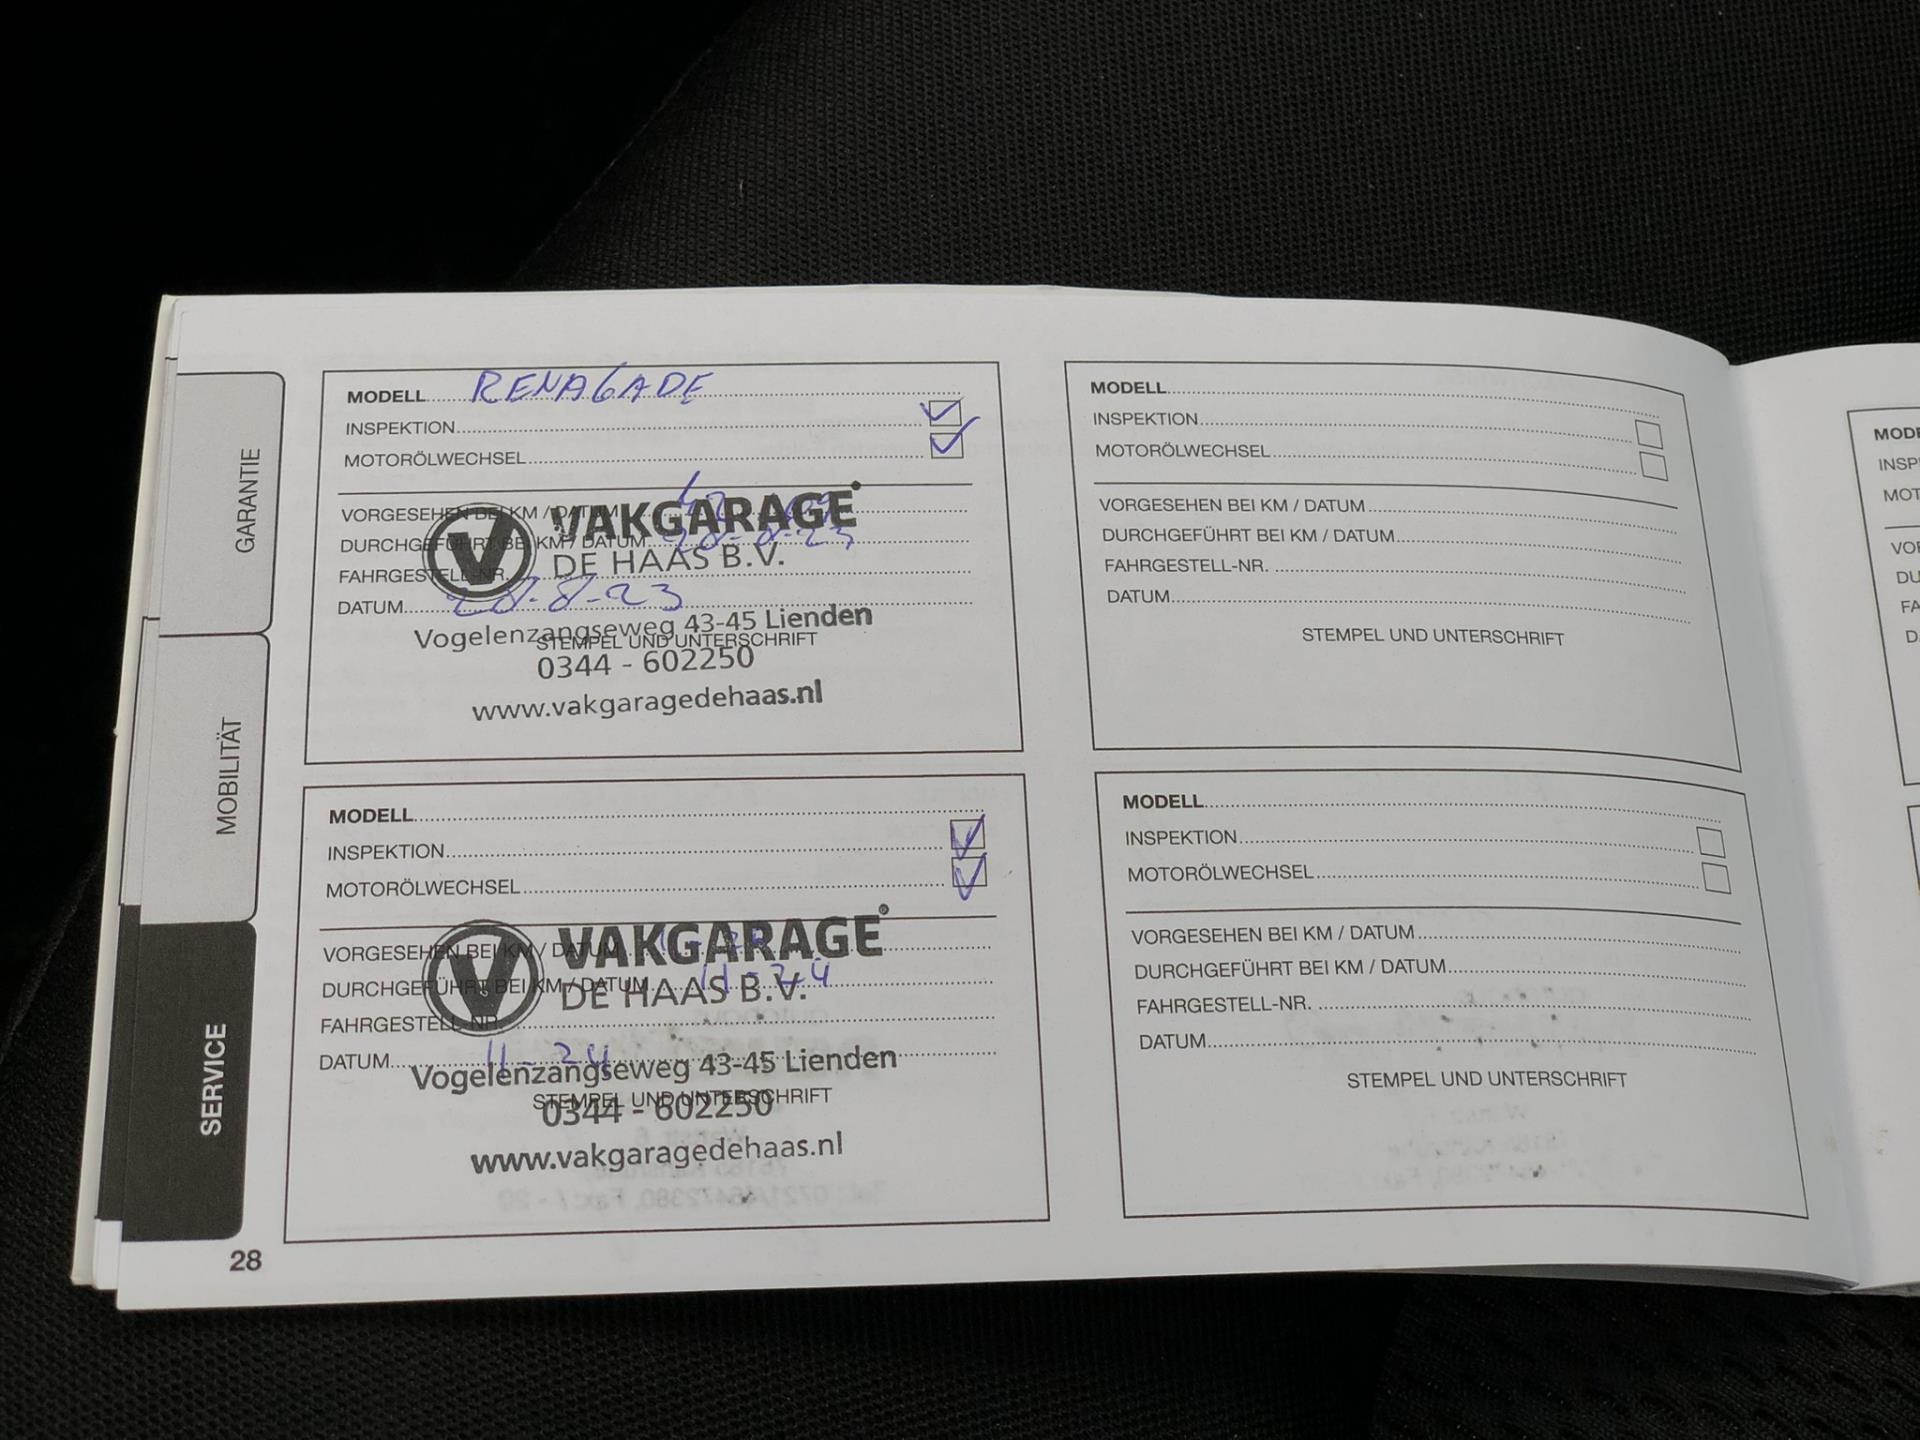 GARANTIE
MOBILITÄT
SERVICE
MODELL RENAGADE
INSPEKTION
MOTORÖLWECHSEL
VORGESEHEN BEI KM / DATUM
DURCHGEFÜHRT BEI KM / DATUM
FAHRGESTELL-NR.
DATUM 28-8-23
STEMPEL UND UNTERSCHRIFT
VAKGARAGE
DE HAAS B.V.
Vogelenzangseweg 43-45 Lienden
0344 - 602250
www.vakgaragedehaas.nl
MODELL
INSPEKTION
MOTORÖLWECHSEL
VORGESEHEN BEI KM / DATUM
DURCHGEFÜHRT BEI KM / DATUM
FAHRGESTELL-NR.
DATUM
STEMPEL UND UNTERSCHRIFT
MODELL
INSPEKTION
MOTORÖLWECHSEL
VORGESEHEN BEI KM / DATUM
DURCHGEFÜHRT BEI KM / DATUM 11-24
FAHRGESTELL-NR.
DATUM 11-24
STEMPEL UND UNTERSCHRIFT
VAKGARAGE
DE HAAS B.V.
Vogelenzangseweg 43-45 Lienden
0344 - 602250
www.vakgaragedehaas.nl
MODELL
INSPEKTION
MOTORÖLWECHSEL
VORGESEHEN BEI KM / DATUM
DURCHGEFÜHRT BEI KM / DATUM
FAHRGESTELL-NR.
DATUM
STEMPEL UND UNTERSCHRIFT
28